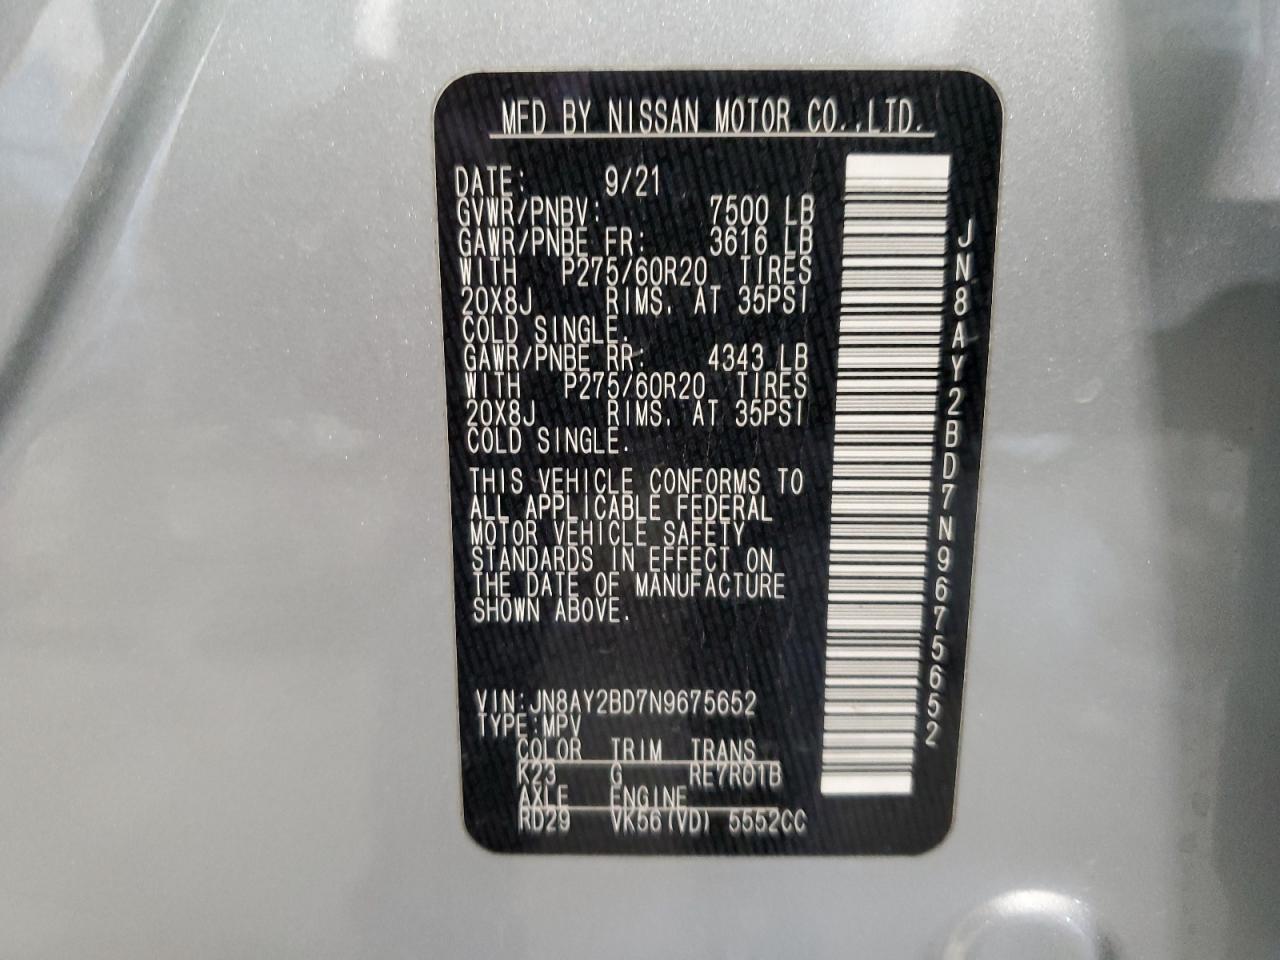 MFD BY NISSAN MOTOR CO.,LTD.
DATE: 9/21
GVWR/PNBV: 7500 LB
GAWR/PNBE FR: 3616 LB
WITH P275/60R20 TIRES
20X8J RIMS. AT 35PSI
COLD SINGLE.
GAWR/PNBE RR: 4343 LB
WITH P275/60R20 TIRES
20X8J RIMS. AT 35PSI
COLD SINGLE.
THIS VEHICLE CONFORMS TO
ALL APPLICABLE FEDERAL
MOTOR VEHICLE SAFETY
STANDARDS IN EFFECT ON
THE DATE OF MANUFACTURE
SHOWN ABOVE.
VIN:JN8AY2BD7N9675652
TYPE:MPV
COLOR TRIM TRANS
K23 G RE7R01B
AXLE ENGINE
RD29 VK56(VD) 5552CC
JN8AY2BD7N9675652